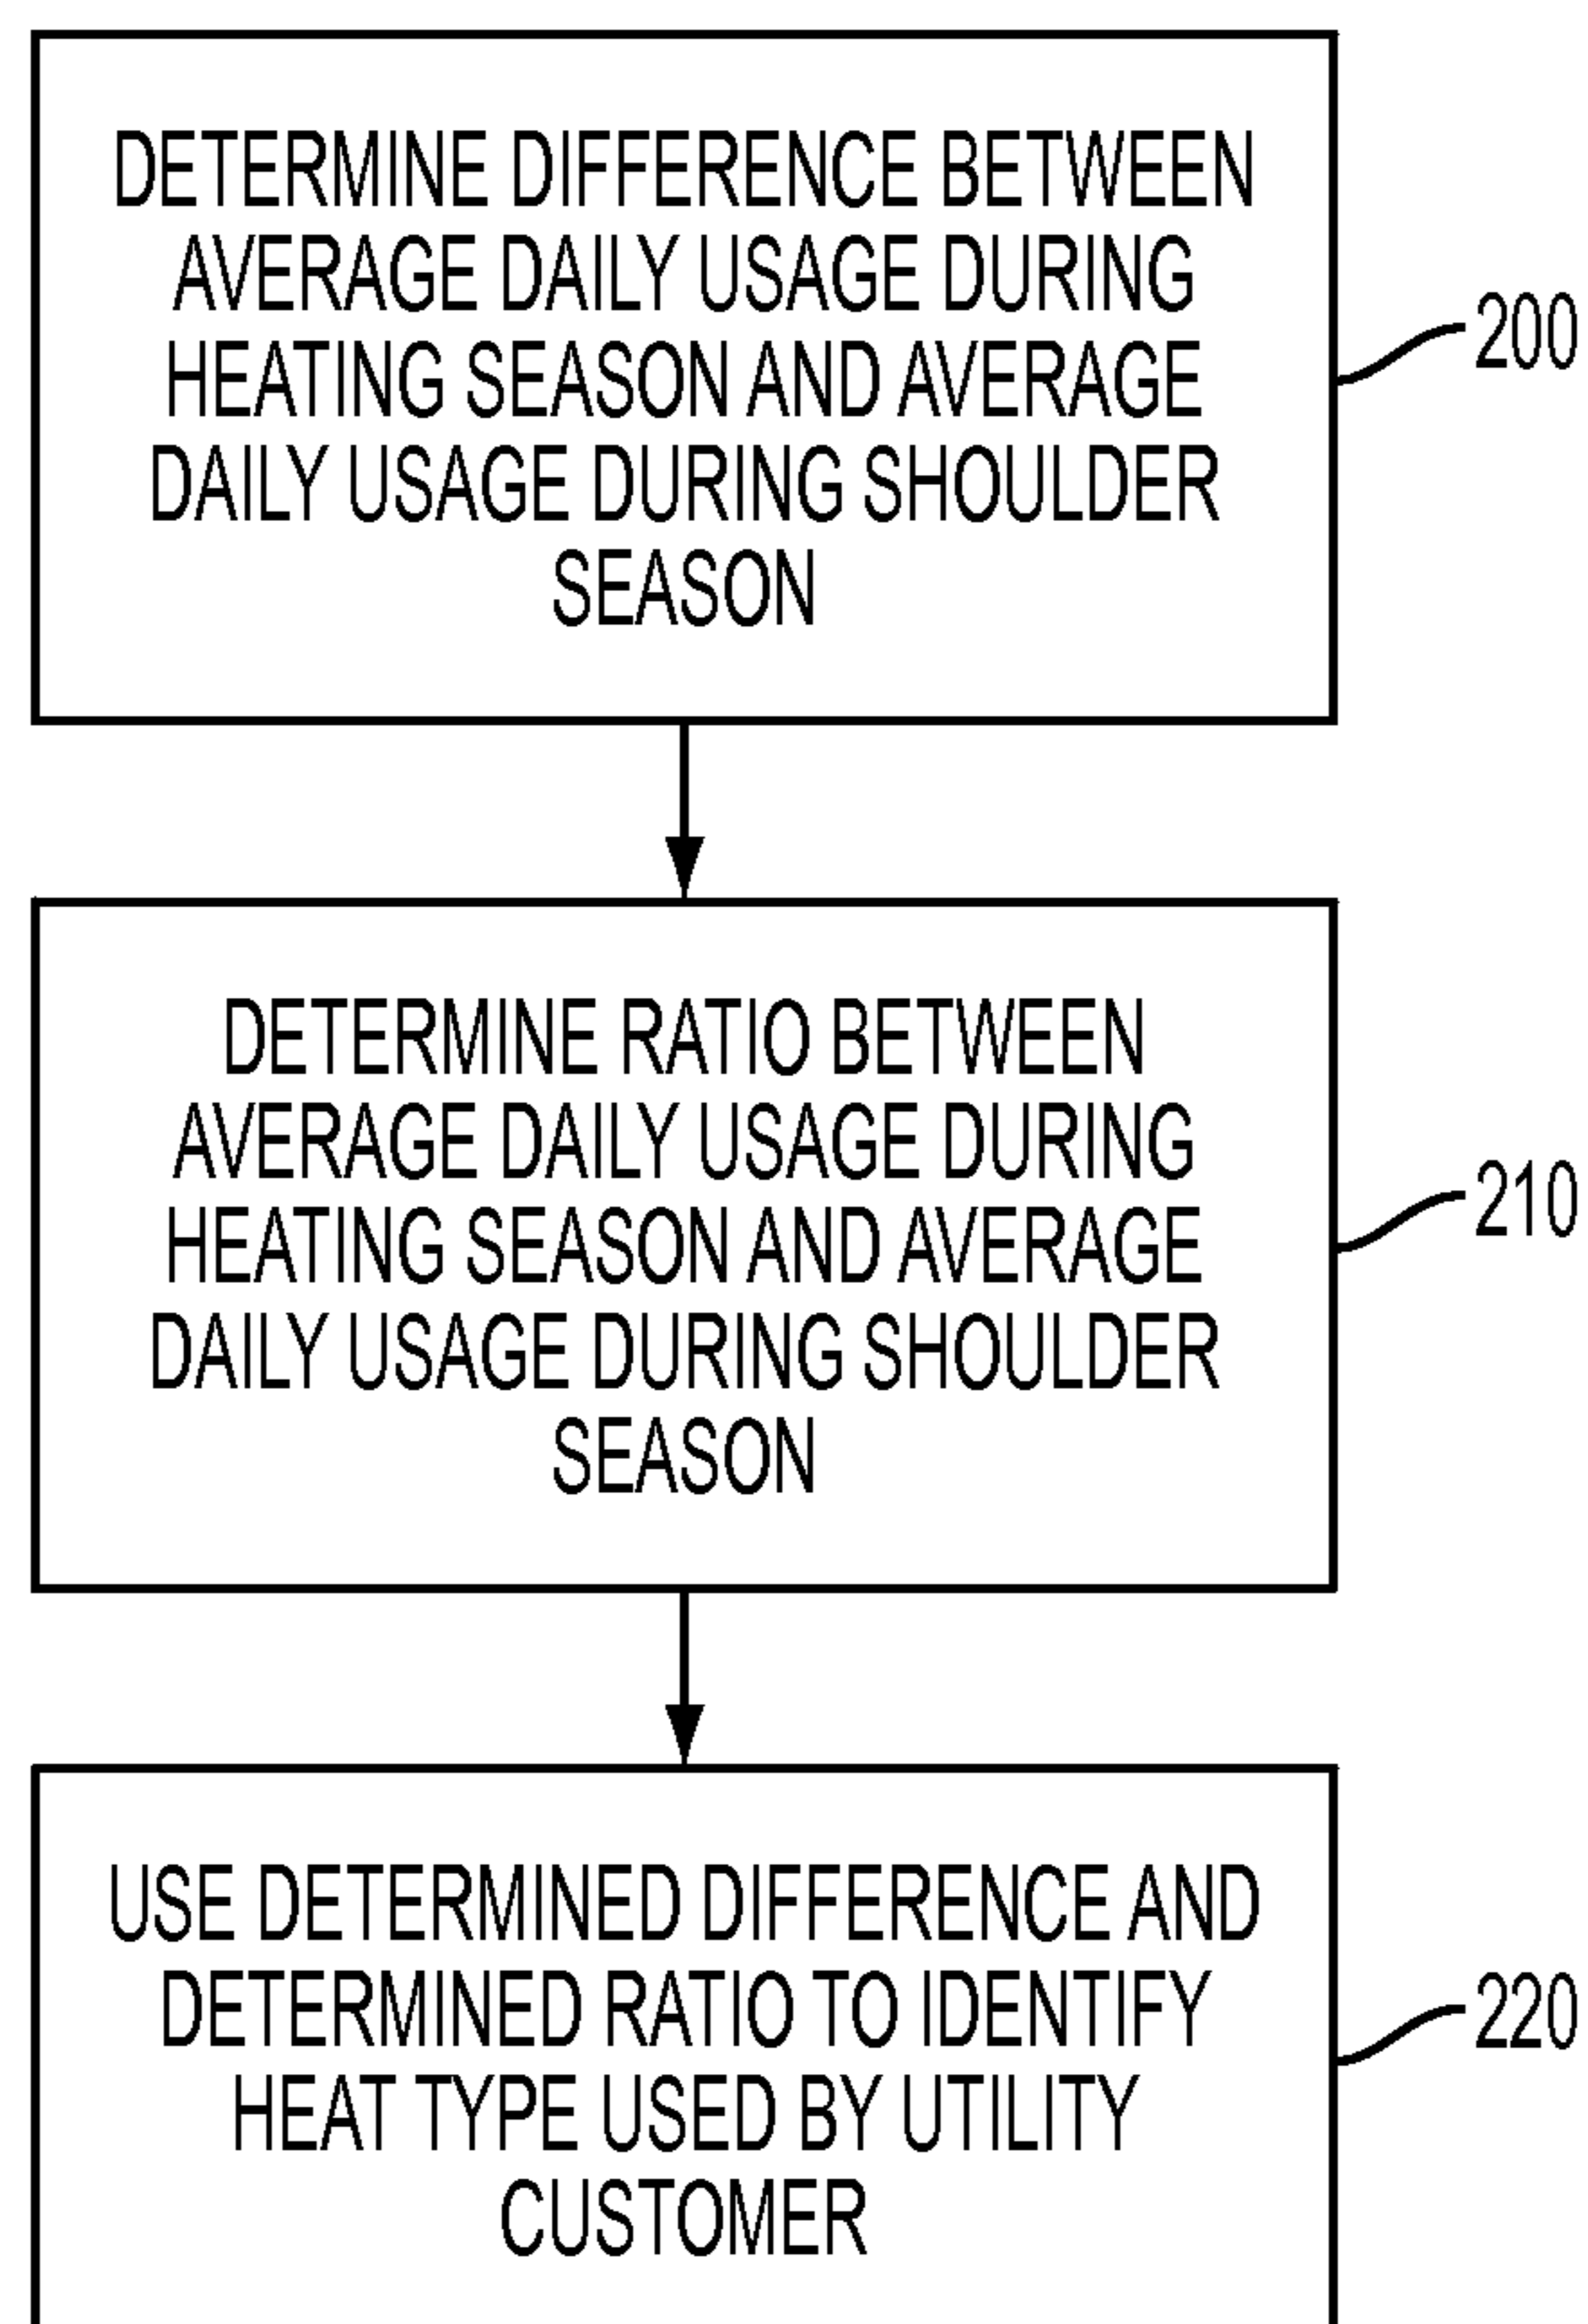 DETERMINE DIFFERENCE BETWEEN
AVERAGE DAILY USAGE DURING
HEATING SEASON AND AVERAGE
DAILY USAGE DURING SHOULDER
SEASON
200
DETERMINE RATIO BETWEEN
AVERAGE DAILY USAGE DURING
HEATING SEASON AND AVERAGE
DAILY USAGE DURING SHOULDER
SEASON
210
USE DETERMINED DIFFERENCE AND
DETERMINED RATIO TO IDENTIFY
HEAT TYPE USED BY UTILITY
CUSTOMER
220